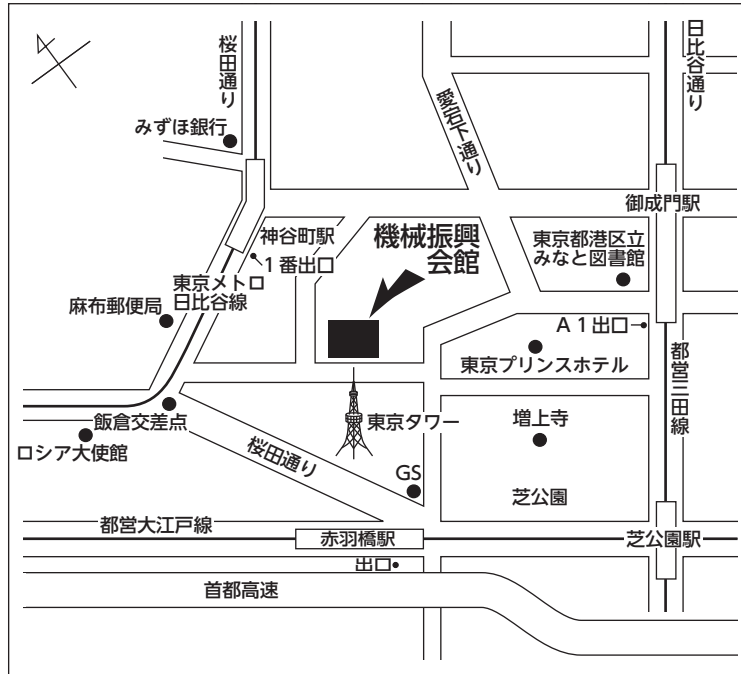 桜田通り
日比谷通り
愛宕下通り
みずほ銀行
御成門駅
神谷町駅
1番出口
機械振興
会館
東京都港区立
みなと図書館
東京メトロ
日比谷線
麻布郵便局
A1出口
東京プリンスホテル
都営三田線
飯倉交差点
東京タワー
増上寺
ロシア大使館
桜田通り
GS
芝公園
都営大江戸線
赤羽橋駅
芝公園駅
出口
首都高速